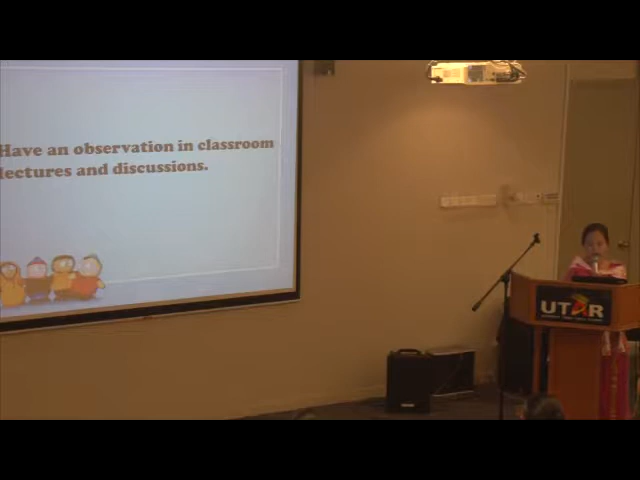 Have an observation in classroom
lectures and discussions.
UTAR